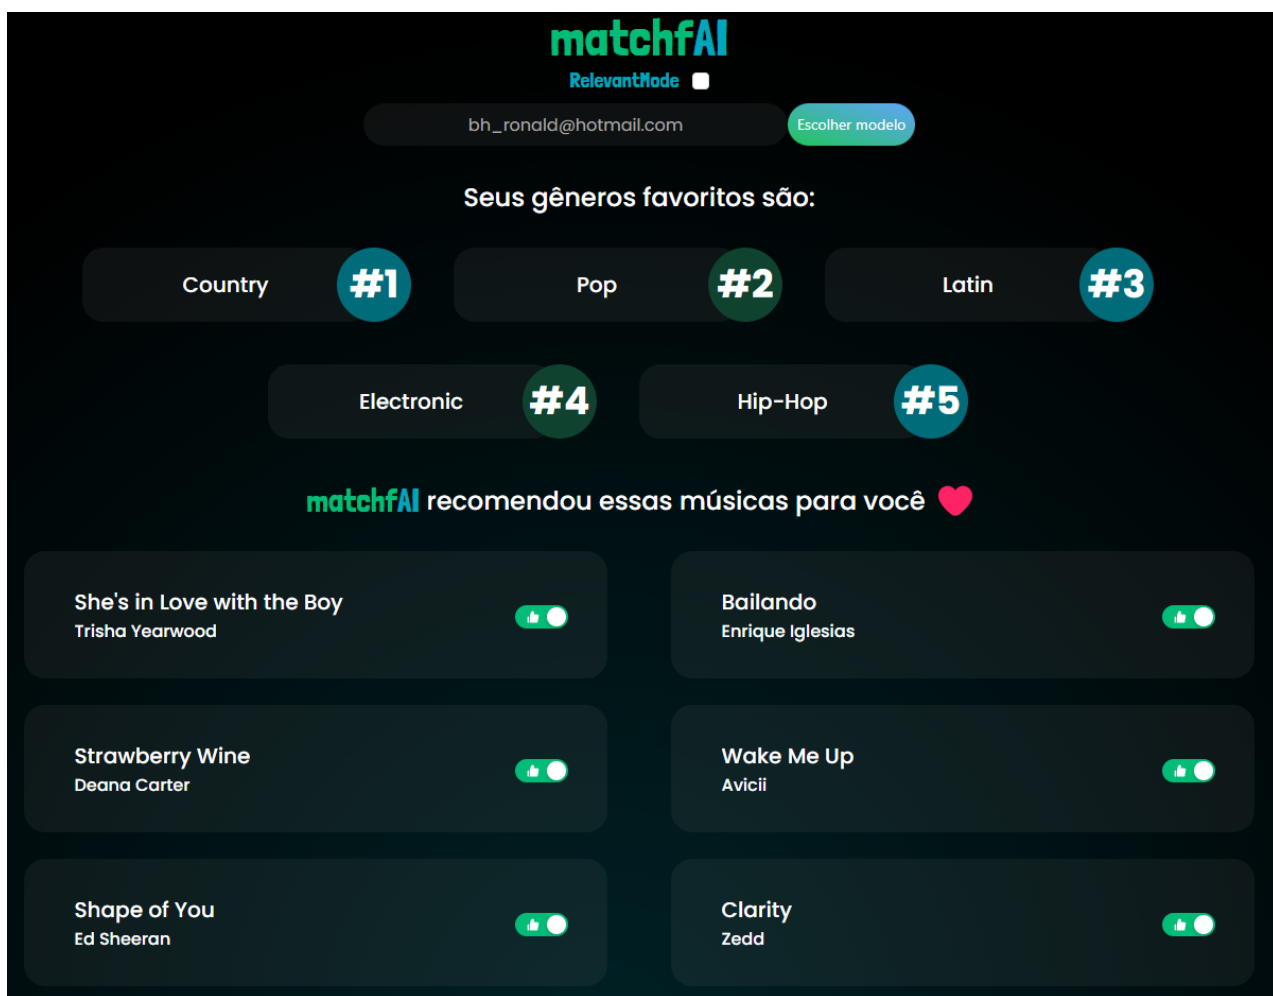 matchfAI
RelevantMode
bh_ronald@hotmail.com
Escolher modelo
Seus gêneros favoritos são:
Country
#1
Pop
#2
Latin
#3
Electronic
#4
Hip-Hop
#5
matchfAI recomendou essas músicas para você
She's in Love with the Boy
Trisha Yearwood
Bailando
Enrique Iglesias
Strawberry Wine
Deana Carter
Wake Me Up
Avicii
Shape of You
Ed Sheeran
Clarity
Zedd